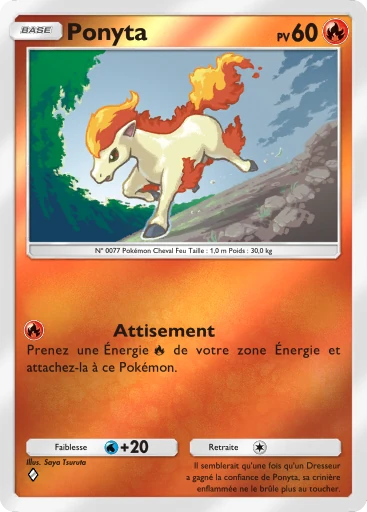 BASE Ponyta PV 60
N° 0077 Pokémon Cheval Feu Taille : 1,0 m Poids : 30,0 kg
Attisement
Prenez une Énergie de votre zone Énergie et
attachez-la à ce Pokémon.
Faiblesse +20 Retraite
Illus. Saya Tsuruta
Il semblerait qu'une fois qu'un Dresseur
a gagné la confiance de Ponyta, sa crinière
enflammée ne le brûle plus au toucher.